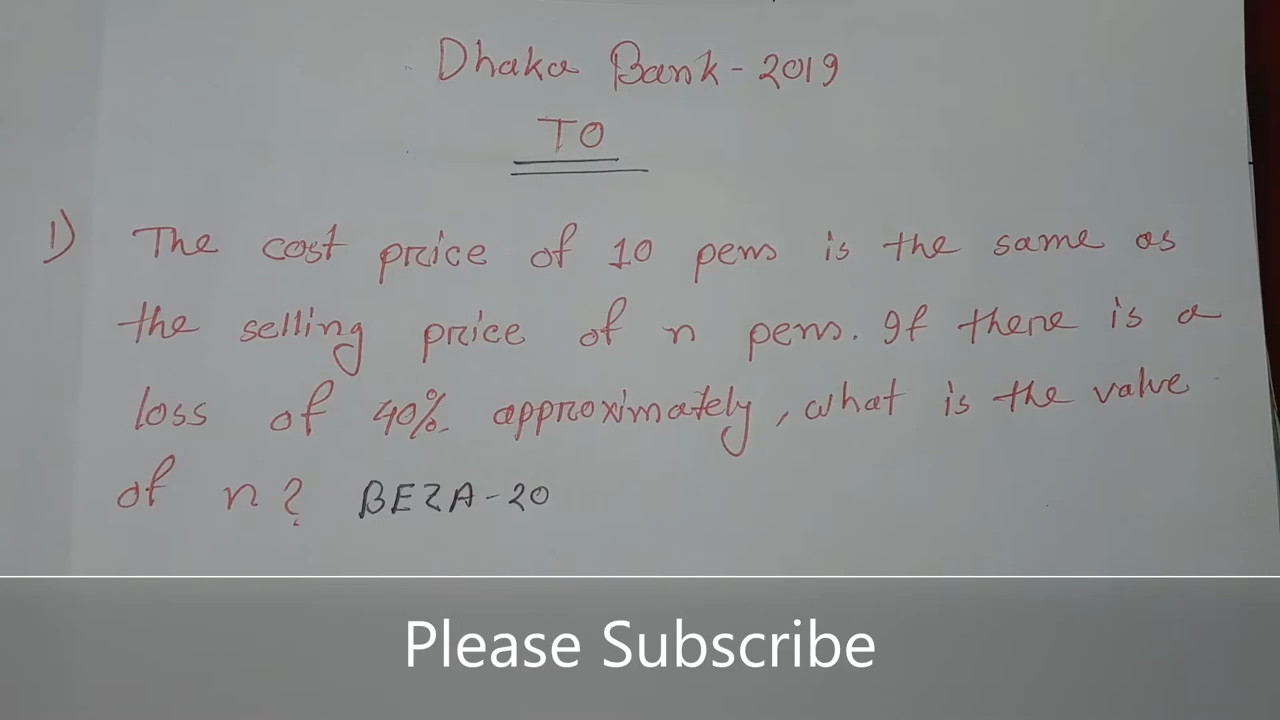 Dhaka Bank - 2019
TO
1) The cost price of 10 pens is the same as
the selling price of n pens. If there is a
loss of 40% approximately, what is the value
of n? BEZA-20
Please Subscribe